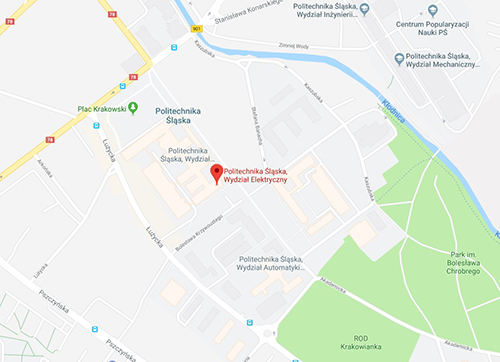 Stanisława Konarskiego
Politechnika Śląska,
Wydział Inżynierii ...
Centrum Popularyzacji
Nauki PŚ
901
Zimnej Wody
Kaszubska
Politechnika Śląska,
Wydział Mechaniczny ...
78
78
Kaszubska
Kłodnica
Plac Krakowski
Politechnika
Śląska
Stefana Banacha
78
Łużycka
Politechnika
Śląska, Wydział...
Arkońska
Politechnika Śląska,
Wydział Elektryczny
Kaszubska
Łużycka
Bolesława Krzywoustego
Park im.
Bolesława
Chrobrego
Łużycka
Politechnika Śląska,
Wydział Automatyki ...
Akademicka
Pszczyńska
Akademicka
Pszczyńska
ROD
Krakowianka